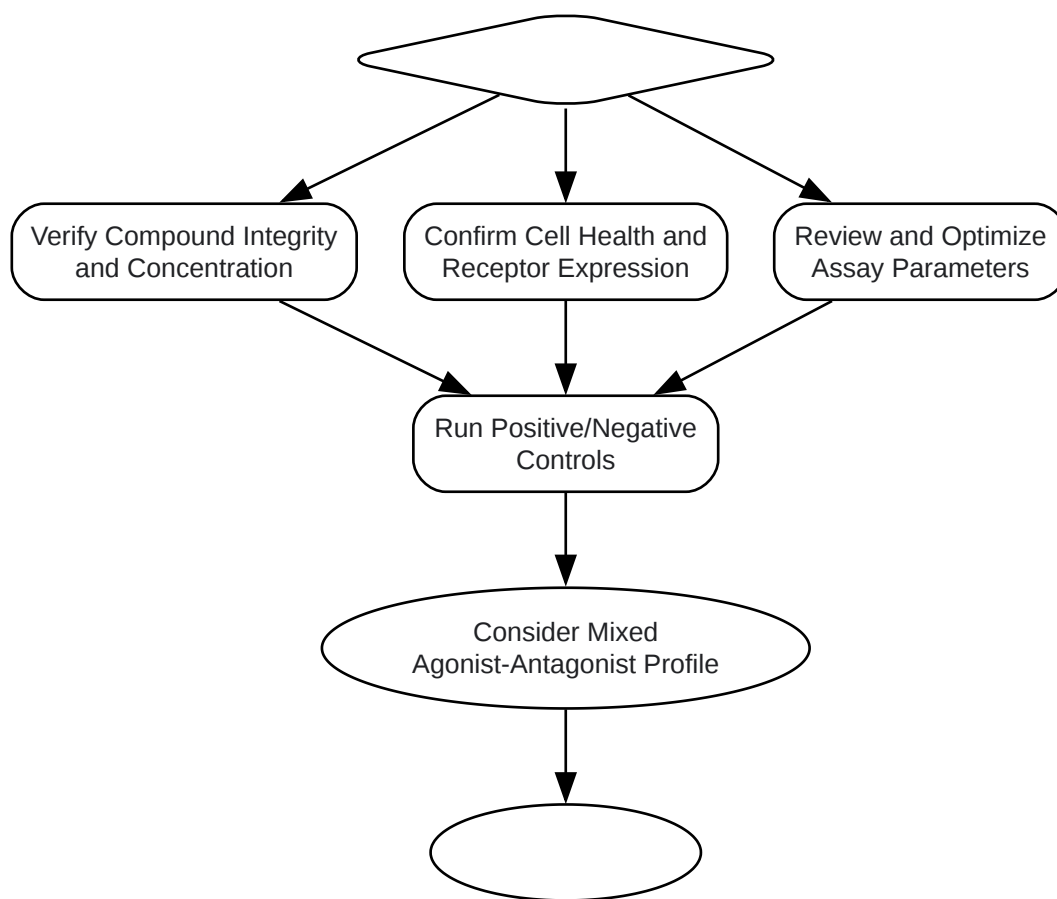 Verify Compound Integrity
and Concentration
Confirm Cell Health and
Receptor Expression
Review and Optimize
Assay Parameters
Run Positive/Negative
Controls
Consider Mixed
Agonist-Antagonist Profile